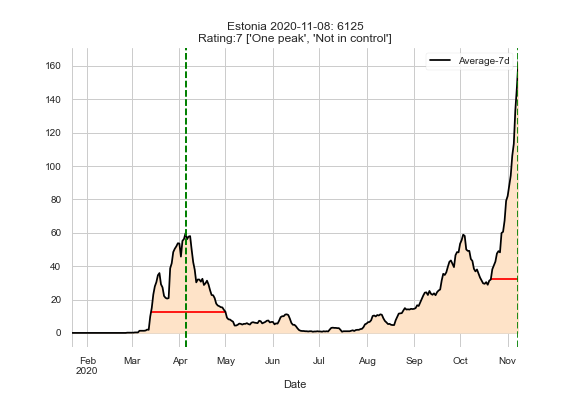 Estonia 2020-11-08: 6125
Rating:7 ['One peak', 'Not in control']
Average-7d
160
140
120
100
80
60
40
20
0
Feb Mar Apr May Jun Jul Aug Sep Oct Nov
2020
Date